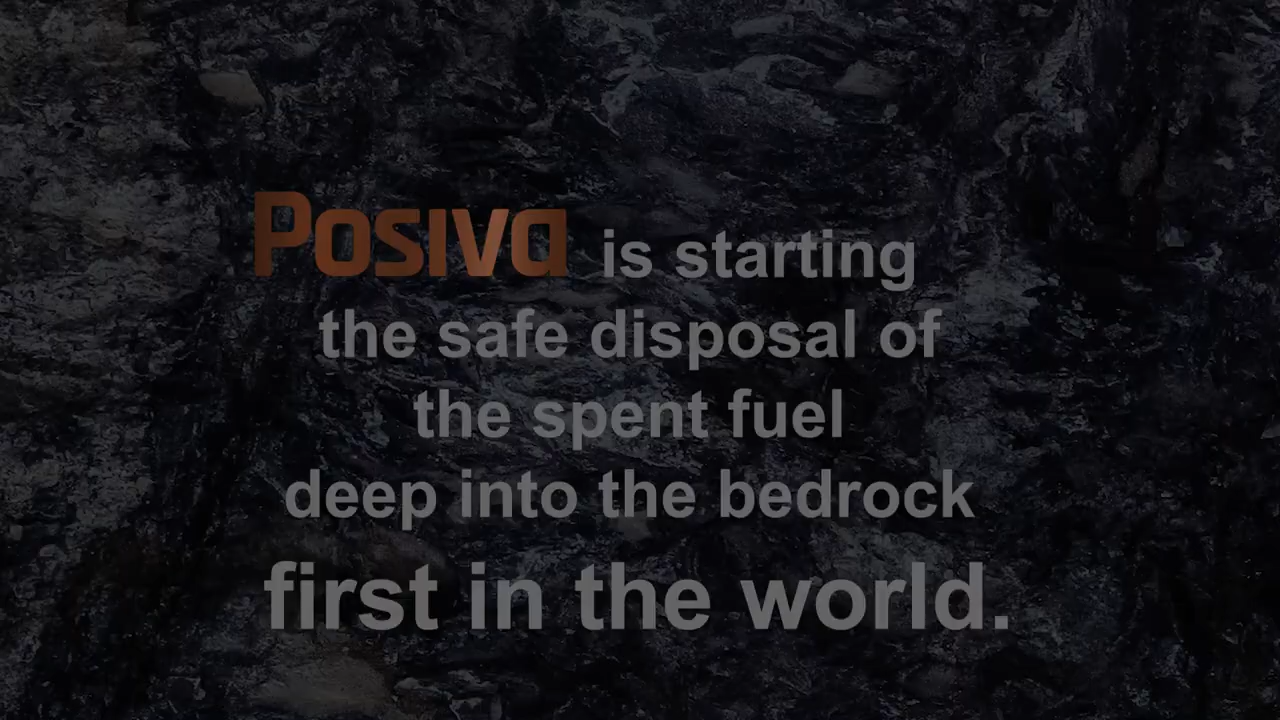 Posiva is starting
the safe disposal of
the spent fuel
deep into the bedrock
first in the world.